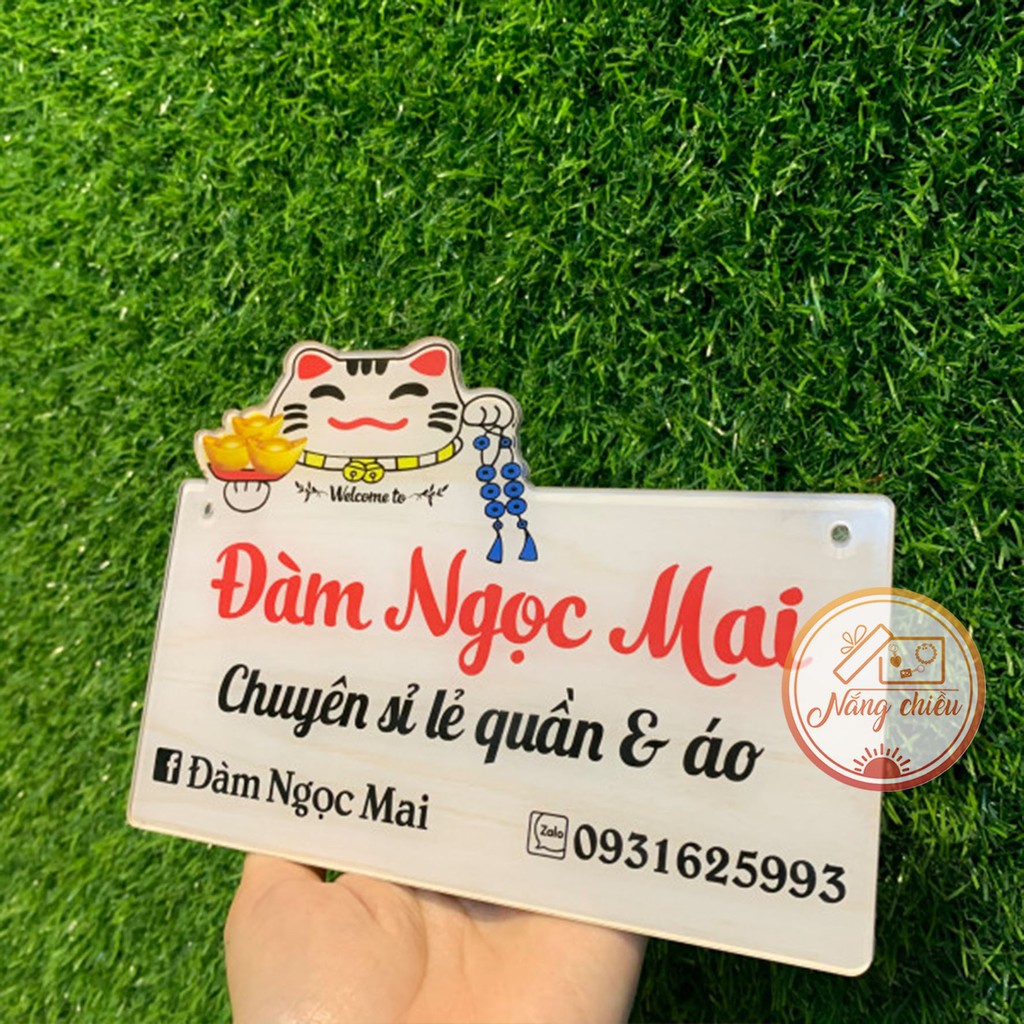 Welcome to
Đàm Ngọc Mai
Chuyên sỉ lẻ quần & áo
Đàm Ngọc Mai
Zalo 0931625993
Nắng chiều